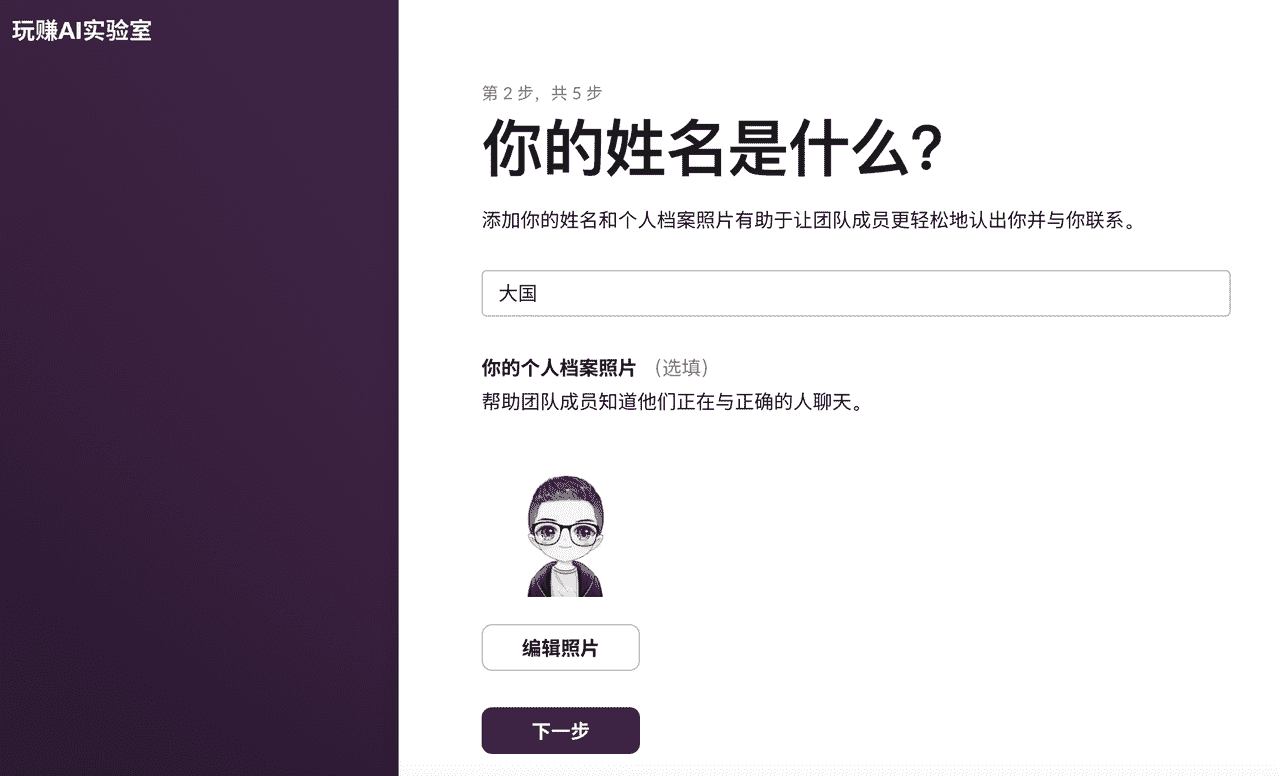 玩赚AI实验室
第 2 步，共 5 步
你的姓名是什么？
添加你的姓名和个人档案照片有助于让团队成员更轻松地认出你并与你联系。
大国
你的个人档案照片 （选填）
帮助团队成员知道他们正在与正确的人聊天。
编辑照片
下一步